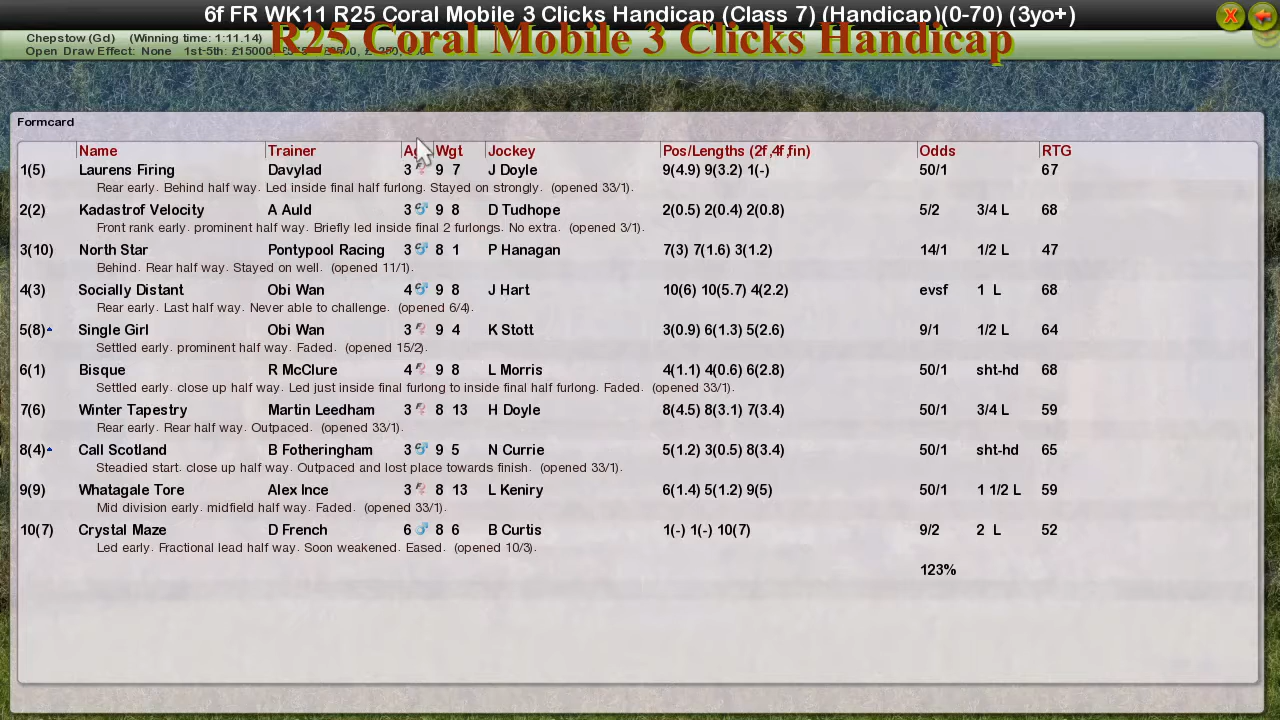 6f FR WK11 R25 Coral Mobile 3 Clicks Handicap (Class 7) (Handicap)(0-70) (3yo+)
R25 Coral Mobile 3 Clicks Handicap
Chepstow (Gd) (Winning time: 1:11.14)
Open Draw Effect: None 1st-5th: £15000,
Formcard
Name Trainer Wgt Jockey Pos/Lengths (2f,4f,fin) Odds RTG
1(5) Laurens Firing Davylad 3 9 7 J Doyle 9(4.9) 9(3.2) 1(-) 50/1 67
Rear early. Behind half way. Led inside final half furlong. Stayed on strongly. (opened 33/1).
2(2) Kadastrof Velocity A Auld 3 9 8 D Tudhope 2(0.5) 2(0.4) 2(0.8) 5/2 3/4 L 68
Front rank early. prominent half way. Briefly led inside final 2 furlongs. No extra. (opened 3/1).
3(10) North Star Pontypool Racing 3 8 1 P Hanagan 7(3) 7(1.6) 3(1.2) 14/1 1/2 L 47
Behind. Rear half way. Stayed on well. (opened 11/1).
4(3) Socially Distant Obi Wan 4 9 8 J Hart 10(6) 10(5.7) 4(2.2) evsf 1 L 68
Rear early. Last half way. Never able to challenge. (opened 6/4).
5(8) Single Girl Obi Wan 3 9 4 K Stott 3(0.9) 6(1.3) 5(2.6) 9/1 1/2 L 64
Settled early. prominent half way. Faded. (opened 15/2).
6(1) Bisque R McClure 4 9 8 L Morris 4(1.1) 4(0.6) 6(2.8) 50/1 sht-hd 68
Settled early. close up half way. Led just inside final furlong to inside final half furlong. Faded. (opened 33/1).
7(6) Winter Tapestry Martin Leedham 3 8 13 H Doyle 8(4.5) 8(3.1) 7(3.4) 50/1 3/4 L 59
Rear early. Rear half way. Outpaced. (opened 33/1).
8(4) Call Scotland B Fotheringham 3 9 5 N Currie 5(1.2) 3(0.5) 8(3.4) 50/1 sht-hd 65
Steadied start. close up half way. Outpaced and lost place towards finish. (opened 33/1).
9(9) Whatagale Tore Alex Ince 3 8 13 L Keniry 6(1.4) 5(1.2) 9(5) 50/1 1 1/2 L 59
Mid division early. midfield half way. Faded. (opened 33/1).
10(7) Crystal Maze D French 6 8 6 B Curtis 1(-) 1(-) 10(7) 9/2 2 L 52
Led early. Fractional lead half way. Soon weakened. Eased. (opened 10/3).
123%